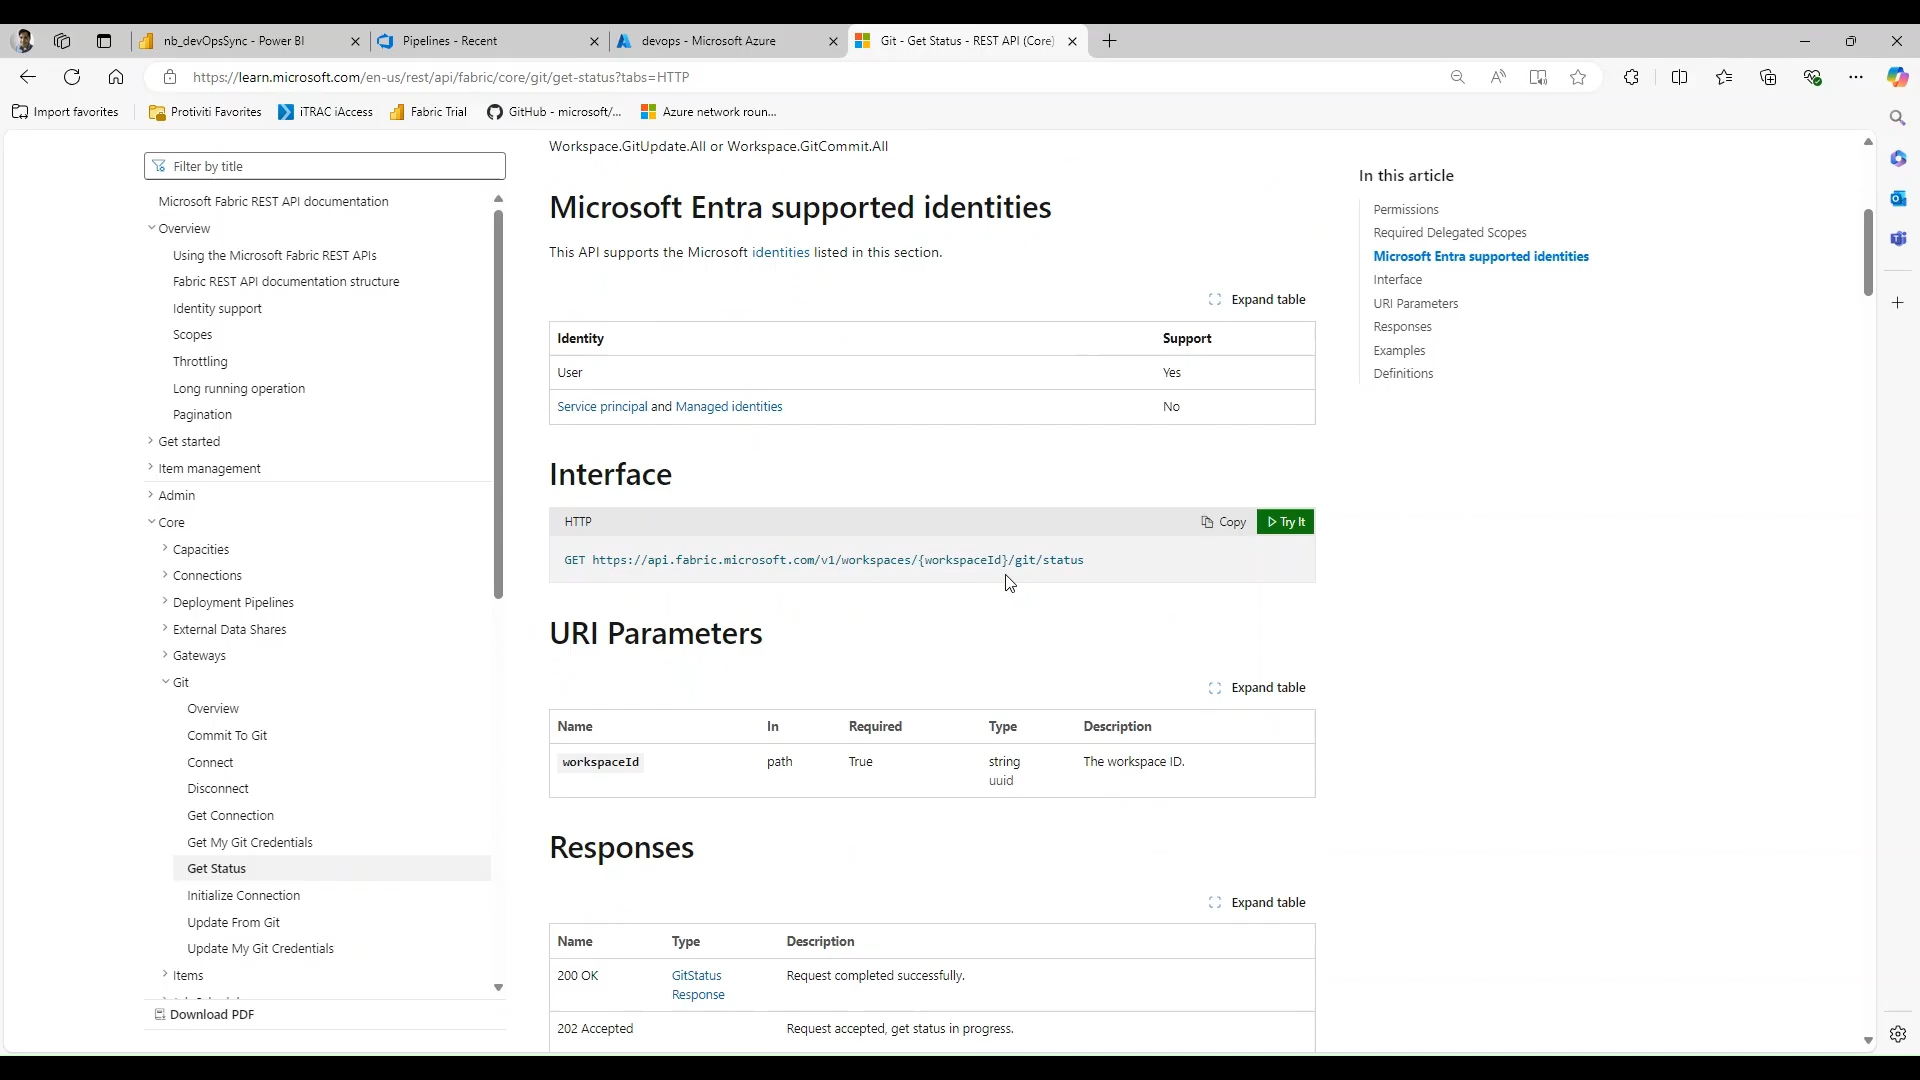 nb_devOpsSync - Power BI
Pipelines - Recent
devops - Microsoft Azure
Git - Get Status - REST API (Core)
https://learn.microsoft.com/en-us/rest/api/fabric/core/git/get-status?tabs=HTTP
Import favorites
Protiviti Favorites
iTRAC iAccess
Fabric Trial
GitHub - microsoft/...
Azure network roun...
Filter by title
Microsoft Fabric REST API documentation
Overview
Using the Microsoft Fabric REST APIs
Fabric REST API documentation structure
Identity support
Scopes
Throttling
Long running operation
Pagination
Get started
Item management
Admin
Core
Capacities
Connections
Deployment Pipelines
External Data Shares
Gateways
Git
Overview
Commit To Git
Connect
Disconnect
Get Connection
Get My Git Credentials
Get Status
Initialize Connection
Update From Git
Update My Git Credentials
Items
Download PDF
Workspace.GitUpdate.All or Workspace.GitCommit.All
Microsoft Entra supported identities
This API supports the Microsoft identities listed in this section.
Expand table
Identity Support
User Yes
Service principal and Managed identities No
Interface
HTTP Copy Try It
GET https://api.fabric.microsoft.com/v1/workspaces/{workspaceId}/git/status
URI Parameters
Expand table
Name In Required Type Description
workspaceId path True string The workspace ID.
uuid
Responses
Expand table
Name Type Description
200 OK GitStatus Request completed successfully.
Response
202 Accepted Request accepted, get status in progress.
In this article
Permissions
Required Delegated Scopes
Microsoft Entra supported identities
Interface
URI Parameters
Responses
Examples
Definitions